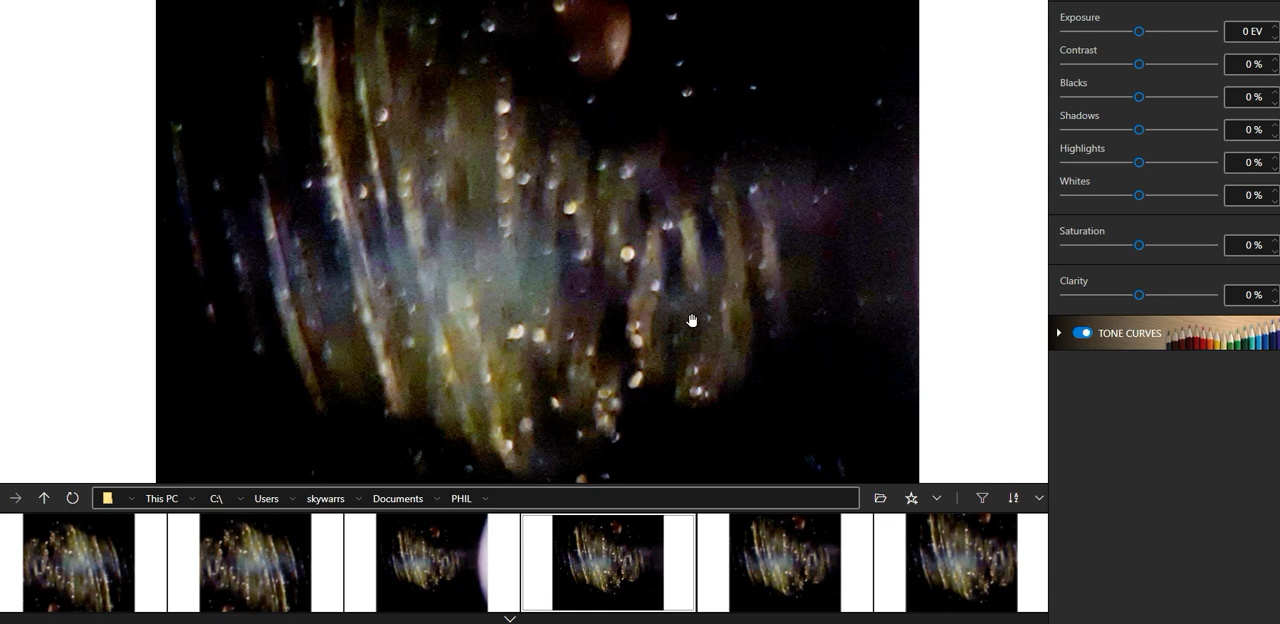 Exposure
0 EV
Contrast
0 %
Blacks
0 %
Shadows
0 %
Highlights
0 %
Whites
0 %
Saturation
0 %
Clarity
0 %
TONE CURVES
This PC C:\ Users skywarrs Documents PHIL